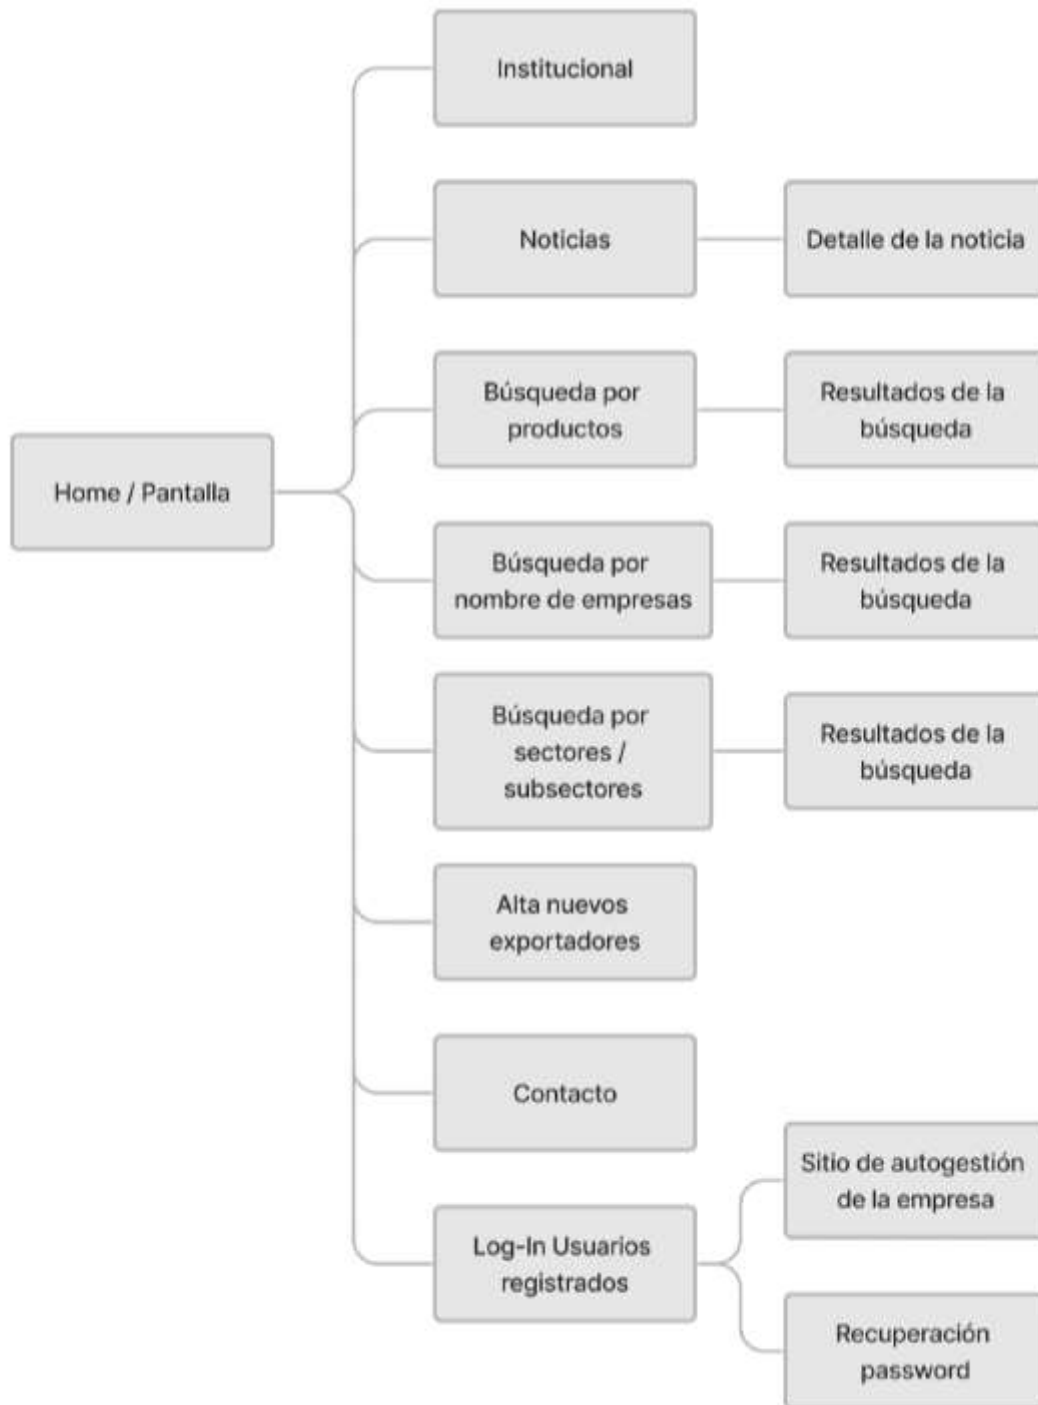 Institucional
Noticias
Detalle de la noticia
Búsqueda por
productos
Resultados de la
búsqueda
Home / Pantalla
Búsqueda por
nombre de empresas
Resultados de la
búsqueda
Búsqueda por
sectores /
subsectores
Resultados de la
búsqueda
Alta nuevos
exportadores
Contacto
Sitio de autogestión
de la empresa
Log-In Usuarios
registrados
Recuperación
password